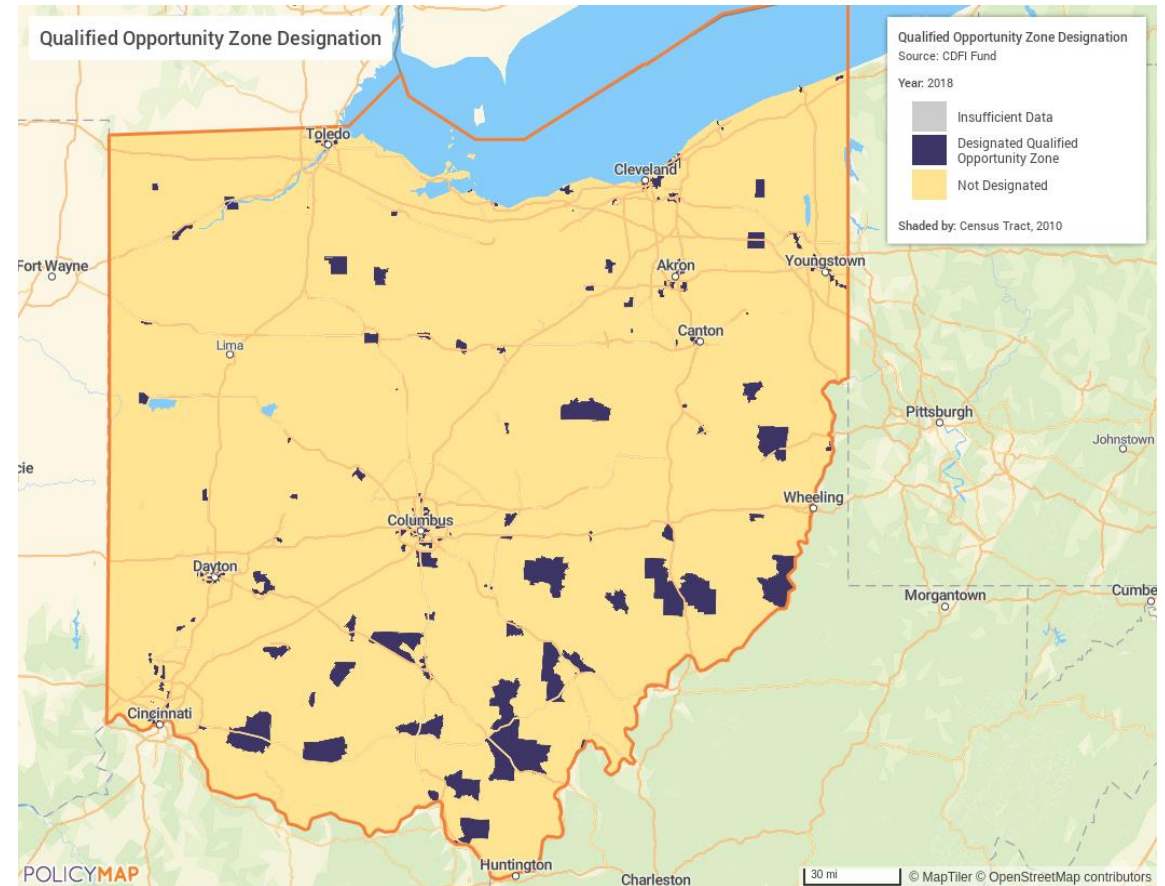 Qualified Opportunity Zone Designation
Qualified Opportunity Zone Designation
Source: CDFI Fund
Year: 2018
Insufficient Data
Designated Qualified
Opportunity Zone
Not Designated
Shaded by: Census Tract, 2010
Toledo
Cleveland
Fort Wayne
Akron
Youngstown
Lima
Canton
Pittsburgh
Johnstown
cie
Wheeling
Columbus
Dayton
Morgantown
Cumbe
Cincinnati
Huntington
Charleston
POLICYMAP
30 mi
© MapTiler © OpenStreetMap contributors